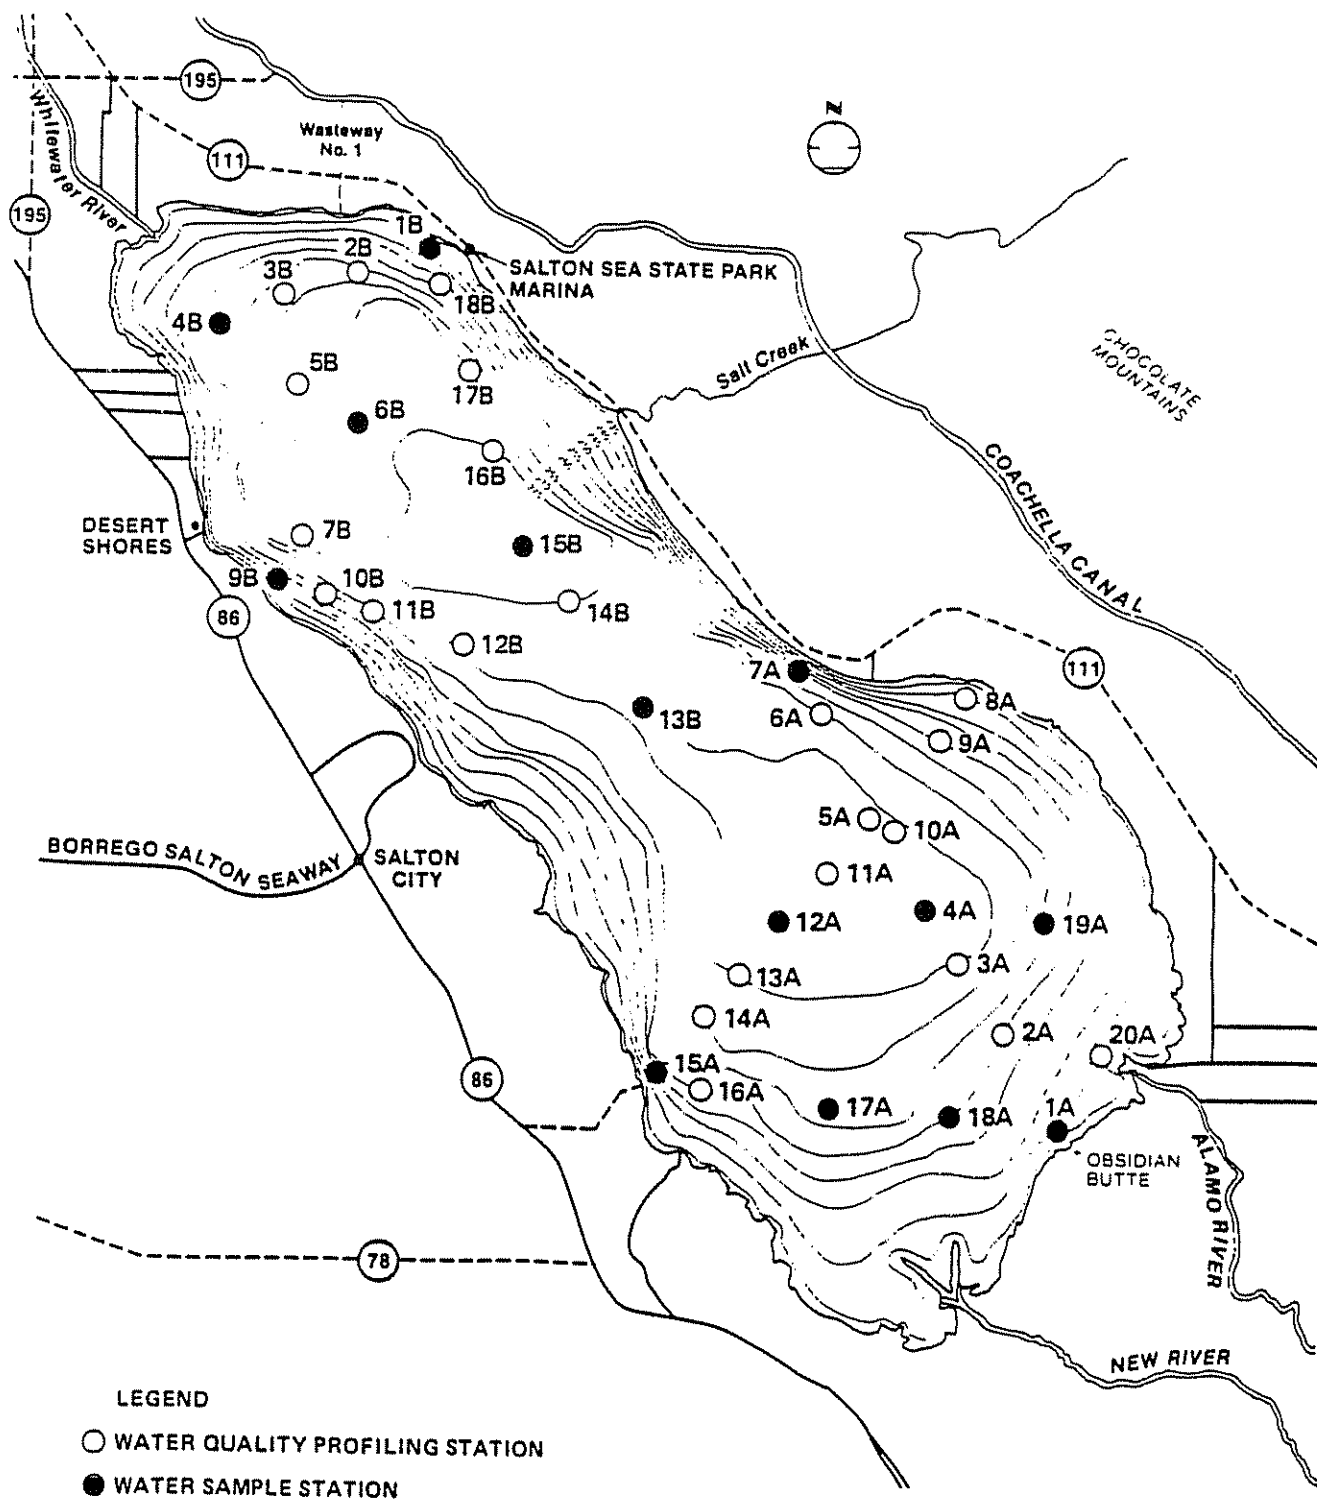 195
Whitewater River
Wasteway
No. 1
111
195
N
1B
2B
3B
SALTON SEA STATE PARK
MARINA
18B
4B
Salt Creek
CHOCOLATE
MOUNTAINS
5B
17B
6B
16B
COACHELLA CANAL
DESERT
SHORES
7B
15B
9B
10B
11B
14B
86
12B
7A
111
8A
13B
6A
9A
5A
10A
BORREGO SALTON SEAWAY
SALTON
CITY
11A
4A
12A
19A
3A
13A
14A
2A
20A
15A
86
16A
17A
18A
1A
OBSIDIAN
BUTTE
ALAMO RIVER
78
NEW RIVER
LEGEND
WATER QUALITY PROFILING STATION
WATER SAMPLE STATION